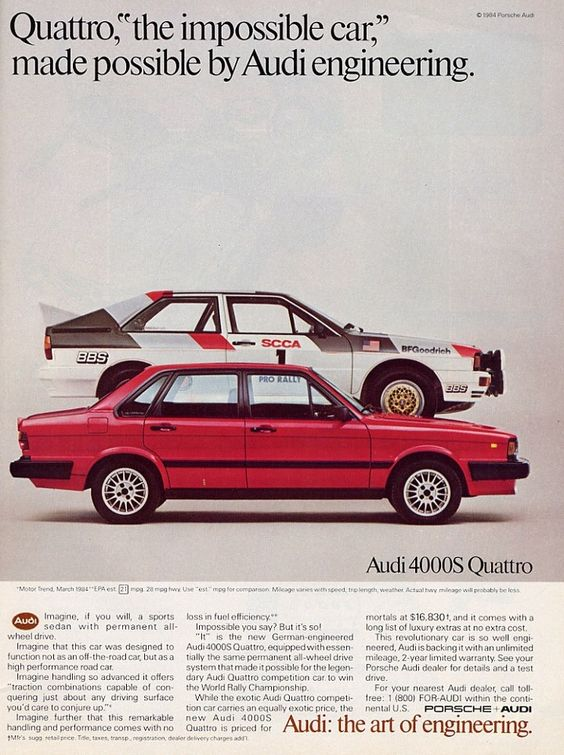 Quattro, "the impossible car,"
made possible by Audi engineering.
© 1984 Porsche Audi
SCCA
BFGoodrich
BBS
BBS
1
PRO RALLY
Audi 4000S Quattro
*Motor Trend, March 1984 **EPA est. [21] mpg, 28 mpg hwy. Use "est." mpg for comparison. Mileage varies with speed, trip length, weather. Actual hwy. mileage will probably be less.
Audi
Imagine, if you will, a sports
sedan with permanent all-
wheel drive.
Imagine that this car was designed to
function not as an off-the-road car, but as a
high performance road car.
Imagine handling so advanced it offers
"traction combinations capable of con-
quering just about any driving surface
you'd care to conjure up."*
Imagine further that this remarkable
handling and performance comes with a
loss in fuel efficiency.**
Impossible you say? But it's so!
"It" is the new German-engineered
Audi 4000S Quattro, equipped with essen-
tially the same permanent all-wheel drive
system that made it possible for the legen-
dary Audi Quattro competition car to win
the World Rally Championship.
While the exotic Audi Quattro competi-
tion car carries an equally exotic price, the
new Audi 4000S
Quattro is priced for
mortals at $16,830‡, and it comes with a
long list of luxury extras at no extra cost.
This revolutionary car is so well engi-
neered, Audi is backing it with an unlimited
mileage, 2-year limited warranty. See your
Porsche Audi dealer for details and a test
drive.
For your nearest Audi dealer, call toll-
free: 1 (800) FOR-AUDI within the conti-
nental U.S.
PORSCHE+AUDI
Audi: the art of engineering.
‡Mfr's. sugg. retail price. Title, taxes, transp., registration, dealer delivery charges add'l.